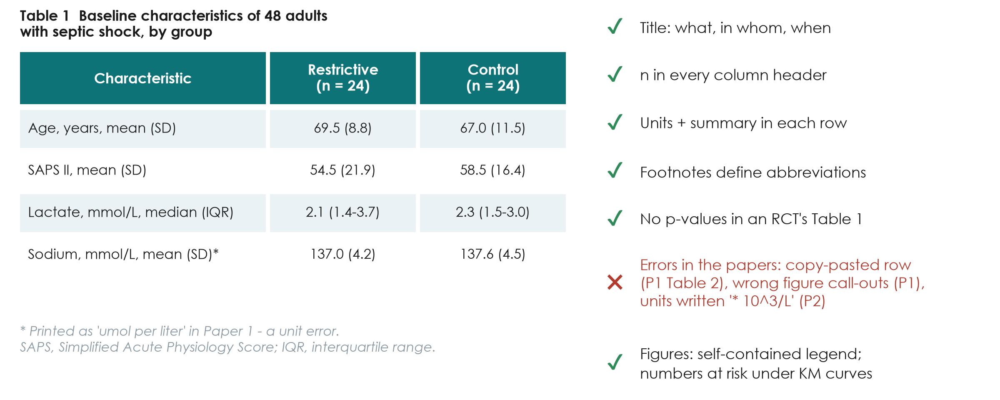 Table 1  Baseline characteristics of 48 adults
with septic shock, by group
Characteristic
Restrictive
(n = 24)
Control
(n = 24)
Age, years, mean (SD)
69.5 (8.8)
67.0 (11.5)
SAPS II, mean (SD)
54.5 (21.9)
58.5 (16.4)
Lactate, mmol/L, median (IQR)
2.1 (1.4-3.7)
2.3 (1.5-3.0)
Sodium, mmol/L, mean (SD)*
137.0 (4.2)
137.6 (4.5)
* Printed as 'umol per liter' in Paper 1 - a unit error.
SAPS, Simplified Acute Physiology Score; IQR, interquartile range.
✓ Title: what, in whom, when
✓ n in every column header
✓ Units + summary in each row
✓ Footnotes define abbreviations
✓ No p-values in an RCT's Table 1
✕ Errors in the papers: copy-pasted row
(P1 Table 2), wrong figure call-outs (P1),
units written '* 10^3/L' (P2)
✓ Figures: self-contained legend;
numbers at risk under KM curves